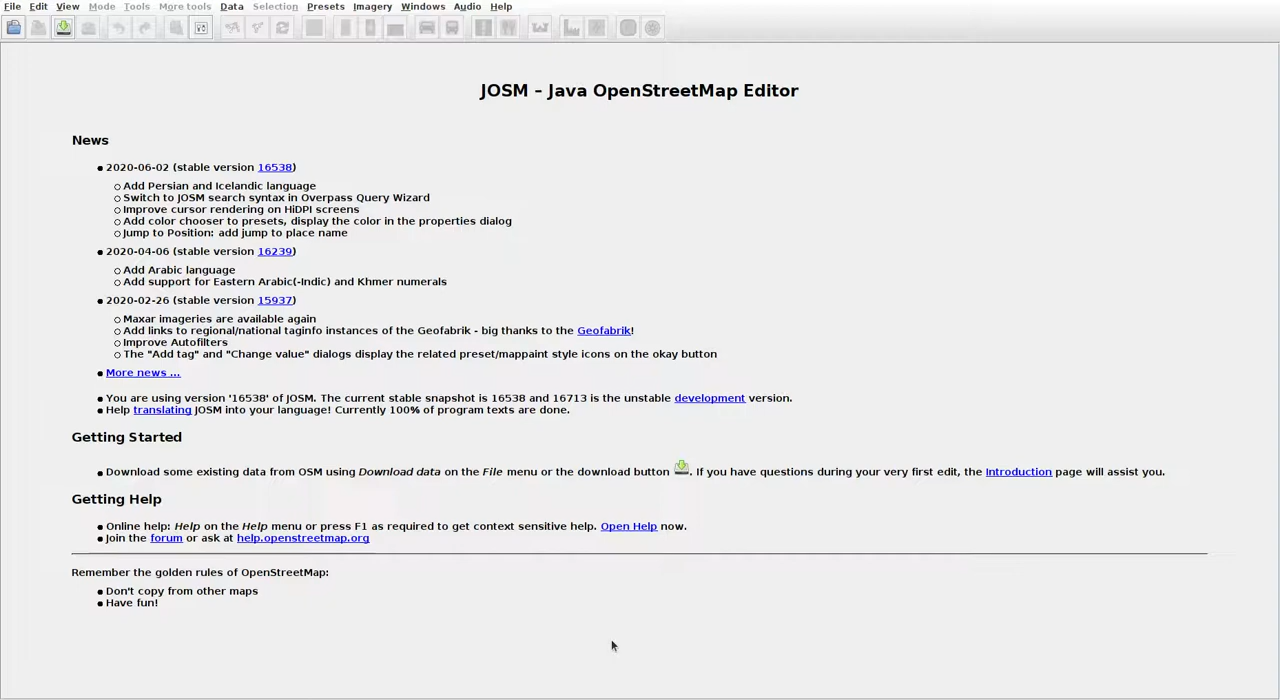 File Edit View Mode Tools More tools Data Selection Presets Imagery Windows Audio Help
JOSM – Java OpenStreetMap Editor
News
2020-06-02 (stable version 16538)
Add Persian and Icelandic language
Switch to JOSM search syntax in Overpass Query Wizard
Improve cursor rendering on HiDPI screens
Add color chooser to presets, display the color in the properties dialog
Jump to Position: add jump to place name
2020-04-06 (stable version 16239)
Add Arabic language
Add support for Eastern Arabic(-Indic) and Khmer numerals
2020-02-26 (stable version 15937)
Maxar imageries are available again
Add links to regional/national taginfo instances of the Geofabrik - big thanks to the Geofabrik!
Improve Autofilters
The "Add tag" and "Change value" dialogs display the related preset/mappaint style icons on the okay button
More news ...
You are using version '16538' of JOSM. The current stable snapshot is 16538 and 16713 is the unstable development version.
Help translating JOSM into your language! Currently 100% of program texts are done.
Getting Started
Download some existing data from OSM using Download data on the File menu or the download button . If you have questions during your very first edit, the Introduction page will assist you.
Getting Help
Online help: Help on the Help menu or press F1 as required to get context sensitive help. Open Help now.
Join the forum or ask at help.openstreetmap.org
Remember the golden rules of OpenStreetMap:
Don't copy from other maps
Have fun!